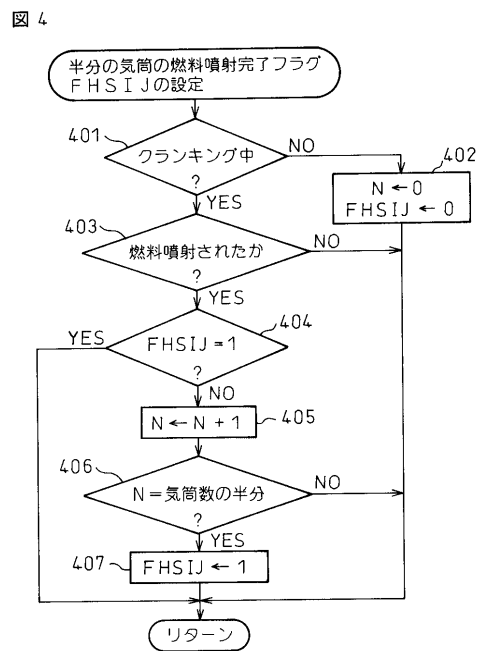 図 4
半分の気筒の燃料噴射完了フラグ
FHSIJの設定
401
クランキング中
?
NO
402
N←0
FHSIJ←0
YES
403
燃料噴射されたか
?
NO
YES
404
FHSIJ=1
?
YES
NO
405
N←N+1
406
N=気筒数の半分
?
NO
YES
407
FHSIJ←1
リターン